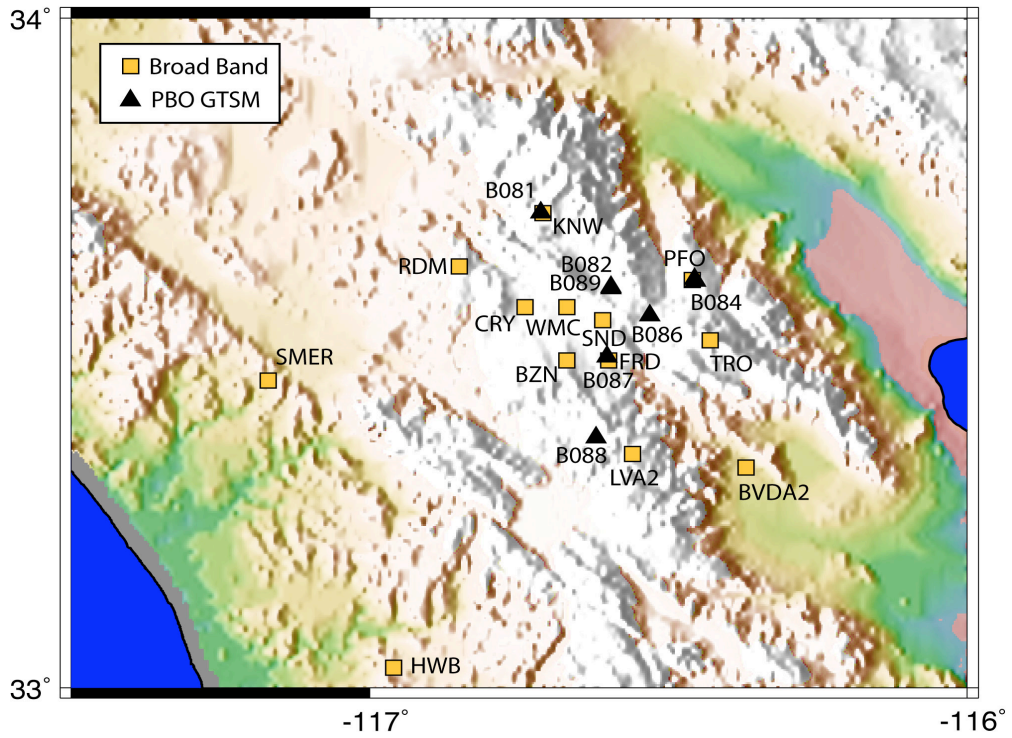 34°
Broad Band
PBO GTSM
B081
KNW
RDM
B082
B089
PFO
B084
CRY
WMC
SND
B086
SMER
BZN
FRD
B087
TRO
B088
LVA2
BVDA2
HWB
33°
-117°
-116°